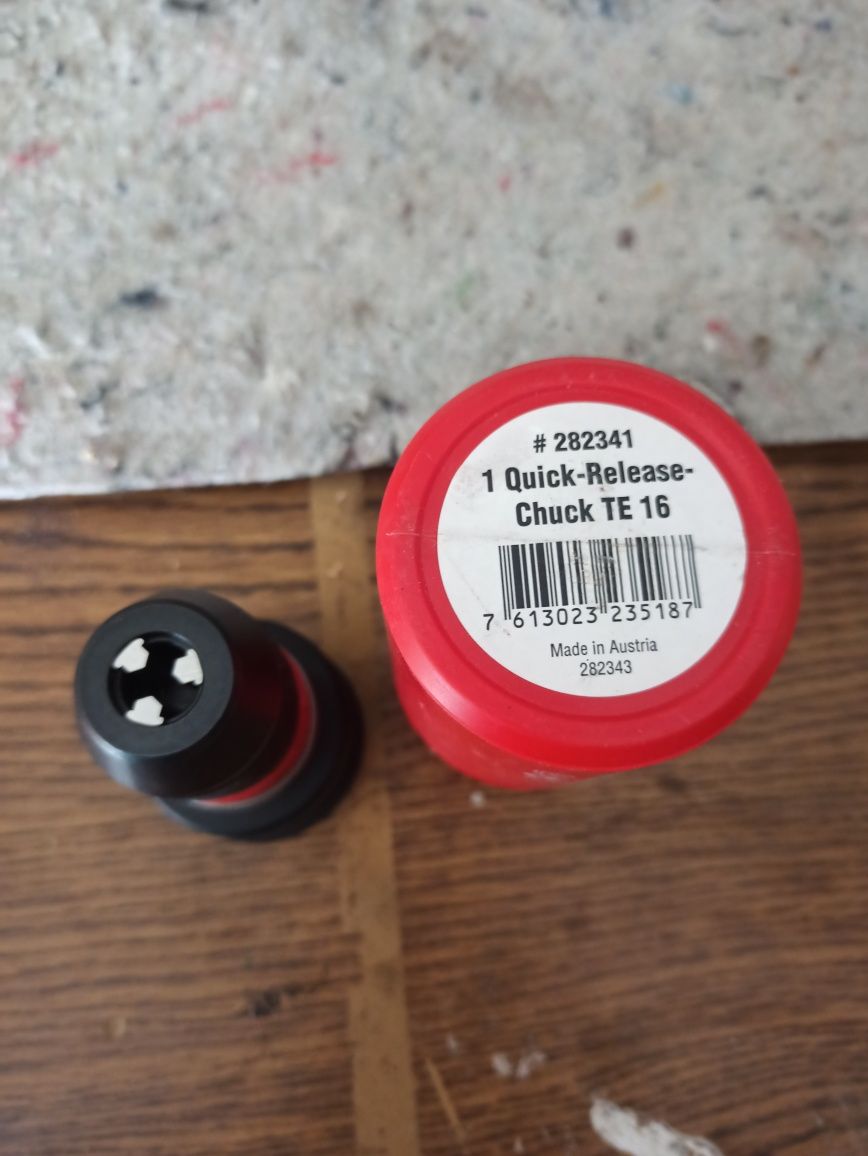 # 282341
1 Quick-Release-
Chuck TE 16
7 613023 235187
Made in Austria
282343